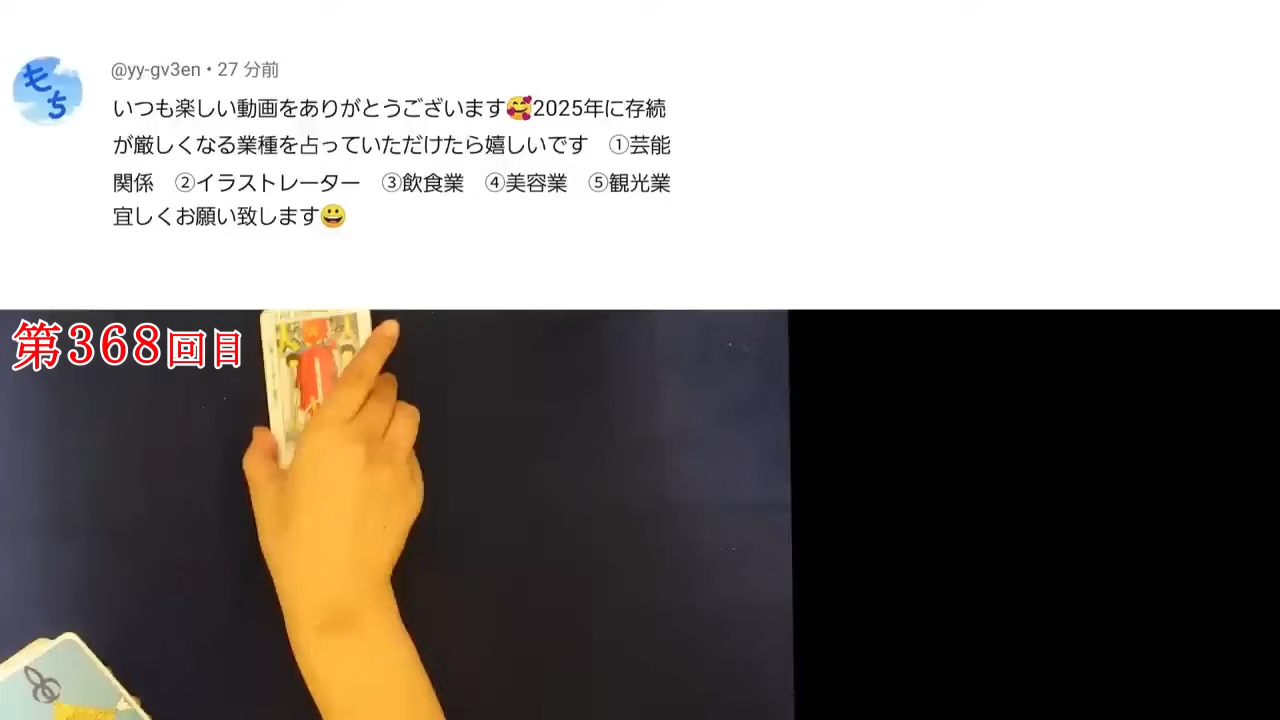 もち
@yy-gv3en • 27 分前
いつも楽しい動画をありがとうございます🥰2025年に存続
が厳しくなる業種を占っていただけたら嬉しいです　①芸能
関係　②イラストレーター　③飲食業　④美容業　⑤観光業
宜しくお願い致します😀
第368回目